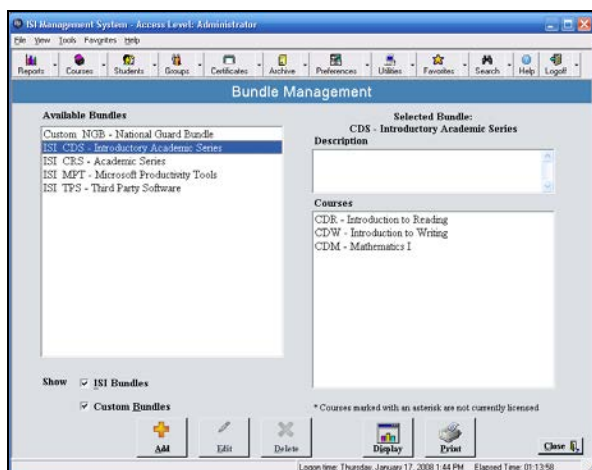 ISI Management System - Access Level: Administrator
File View Tools Favorites Help
Reports Courses Students Groups Certificates Archive Preferences Utilities Favorites Search Help Logoff
Bundle Management
Available Bundles
Custom NGB - National Guard Bundle
ISI CDS - Introductory Academic Series
ISI CRS - Academic Series
ISI MPT - Microsoft Productivity Tools
ISI TPS - Third Party Software
Selected Bundle:
CDS - Introductory Academic Series
Description
Courses
CDR - Introduction to Reading
CDW - Introduction to Writing
CDM - Mathematics I
Show ISI Bundles
Custom Bundles
* Courses marked with an asterisk are not currently licensed
Add Edit Delete Display Print Close
Logon time: Thursday, January 17, 2008 1:44 PM Elapsed Time: 01:13:58